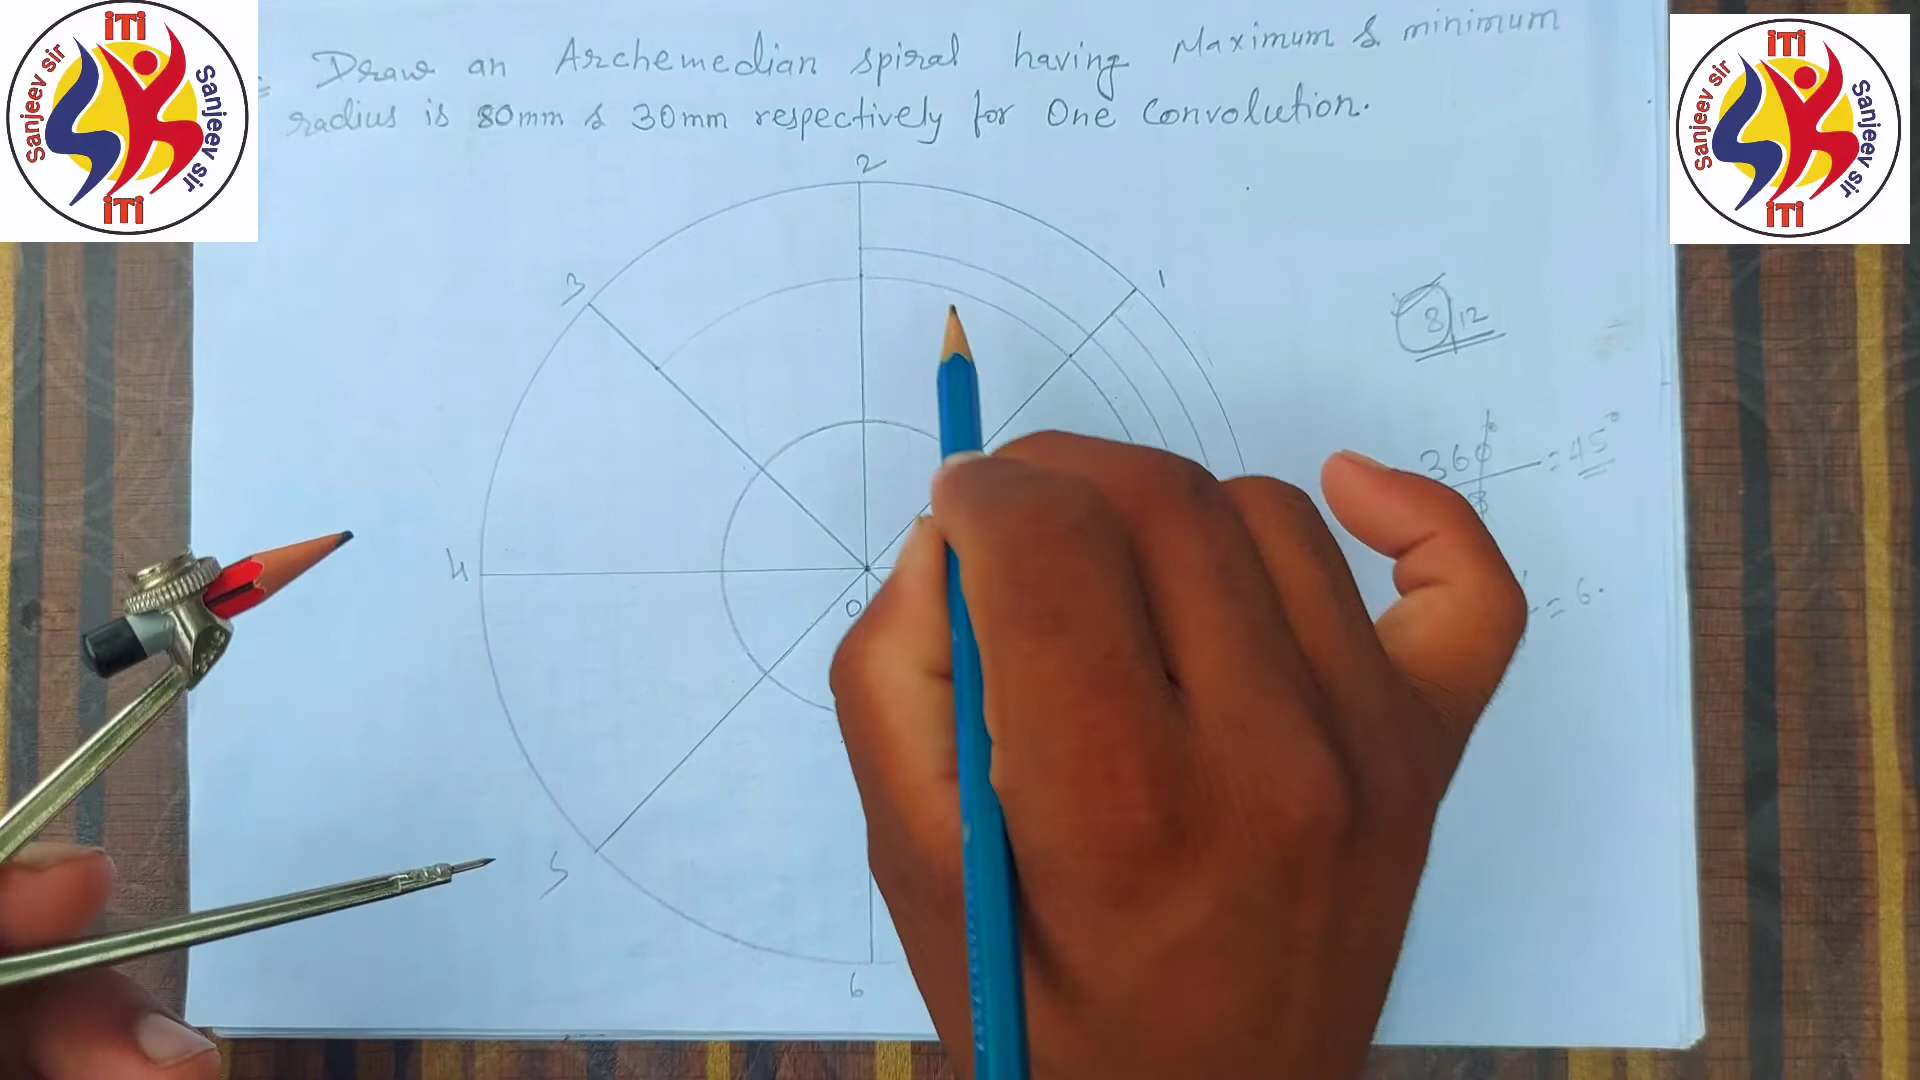 iTi
Sanjeev sir
Sanjeev sir
iTi
iTi
Sanjeev sir
Sanjeev sir
iTi
Draw an Archemedian spiral having Maximum & minimum
radius is 80mm & 30mm respectively for One Convolution.
2
3
1
8/12
360° = 45°
8
4
0
= 6.
5
6